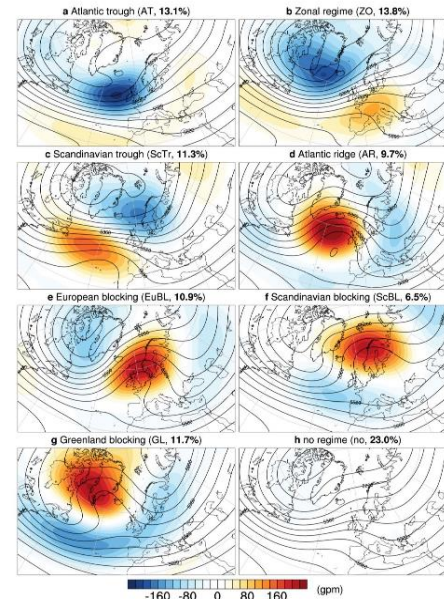 a Atlantic trough (AT, 13.1%)
b Zonal regime (ZO, 13.8%)
c Scandinavian trough (ScTr, 11.3%)
d Atlantic ridge (AR, 9.7%)
e European blocking (EuBL, 10.9%)
f Scandinavian blocking (ScBL, 6.5%)
g Greenland blocking (GL, 11.7%)
h no regime (no, 23.0%)
-160 -80 0 80 160 (gpm)